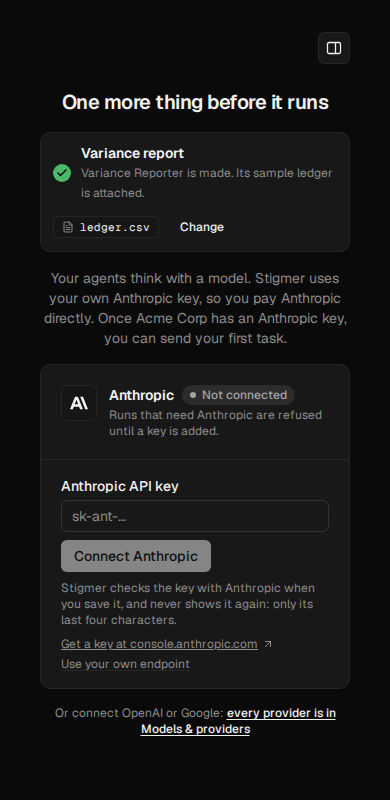 One more thing before it runs
Variance report
Variance Reporter is made. Its sample ledger
is attached.
ledger.csv
Change
Your agents think with a model. Stigmer uses
your own Anthropic key, so you pay Anthropic
directly. Once Acme Corp has an Anthropic key,
you can send your first task.
Anthropic
Not connected
Runs that need Anthropic are refused
until a key is added.
Anthropic API key
sk-ant-...
Connect Anthropic
Stigmer checks the key with Anthropic when
you save it, and never shows it again: only its
last four characters.
Get a key at console.anthropic.com ↗
Use your own endpoint
Or connect OpenAI or Google: every provider is in
Models & providers